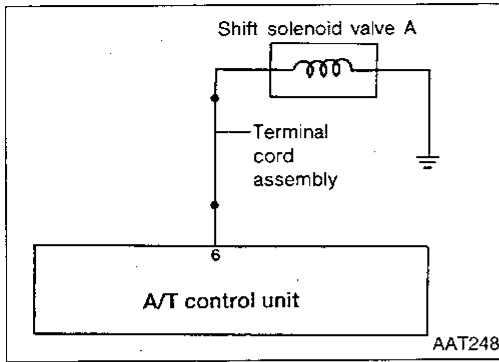 Shift solenoid valve A
Terminal
cord
assembly
6
A/T control unit
AAT248